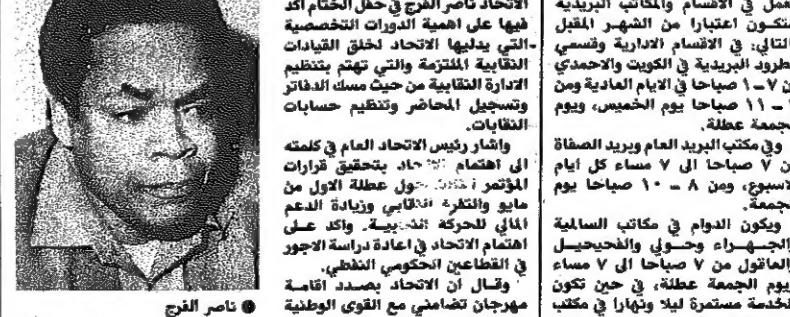 العمل في الاقسام والمكاتب البريدية
ستكون اعتبارا من الشهر المقبل
كالتالي: في الاقسام الادارية وقسمي
الطرود البريدية في الكويت والاحمدي
من ٧ - ١ صباحا في الايام العادية ومن
- ١١ صباحا يوم الخميس، ويوم
الجمعة عطلة.
وفي مكتب البريد العام وبريد الصفاة
من ٧ صباحا الى ٧ مساء كل ايام
الاسبوع، ومن ٨ - ١٠ صباحا يوم
الجمعة.
ويكون الدوام في مكاتب السالمية
والجهراء وحولي والفحيحيل
والعاقول من ٧ صباحا الى ٧ مساء
ويوم الجمعة عطلة، في حين تكون
الخدمة مستمرة ليلا ونهارا في مكتب
الاتحاد ناصر الفرج في حفل الختام اكد
فيها على اهمية الدورات التخصصية
التي يدليها الاتحاد لخلق القيادات
النقابية الملتزمة والتي تهتم بتنظيم
الادارة النقابية من حيث مسك الدفاتر
وتسجيل المحاضر وتنظيم حسابات
النقابات.
واشار رئيس الاتحاد العام في كلمته
الى اهتمام الاتحاد بتحقيق قرارات
المؤتمر حول عطلة الاول من
مايو والتفرغ النقابي وزيادة الدعم
المالي للحركة النقابية. واكد على
اهتمام الاتحاد في اعادة دراسة الاجور
في القطاعين الحكومي النفطي.
وقال ان الاتحاد بصدد اقامة
مهرجان تضامني مع القوى الوطنية
ناصر الفرج